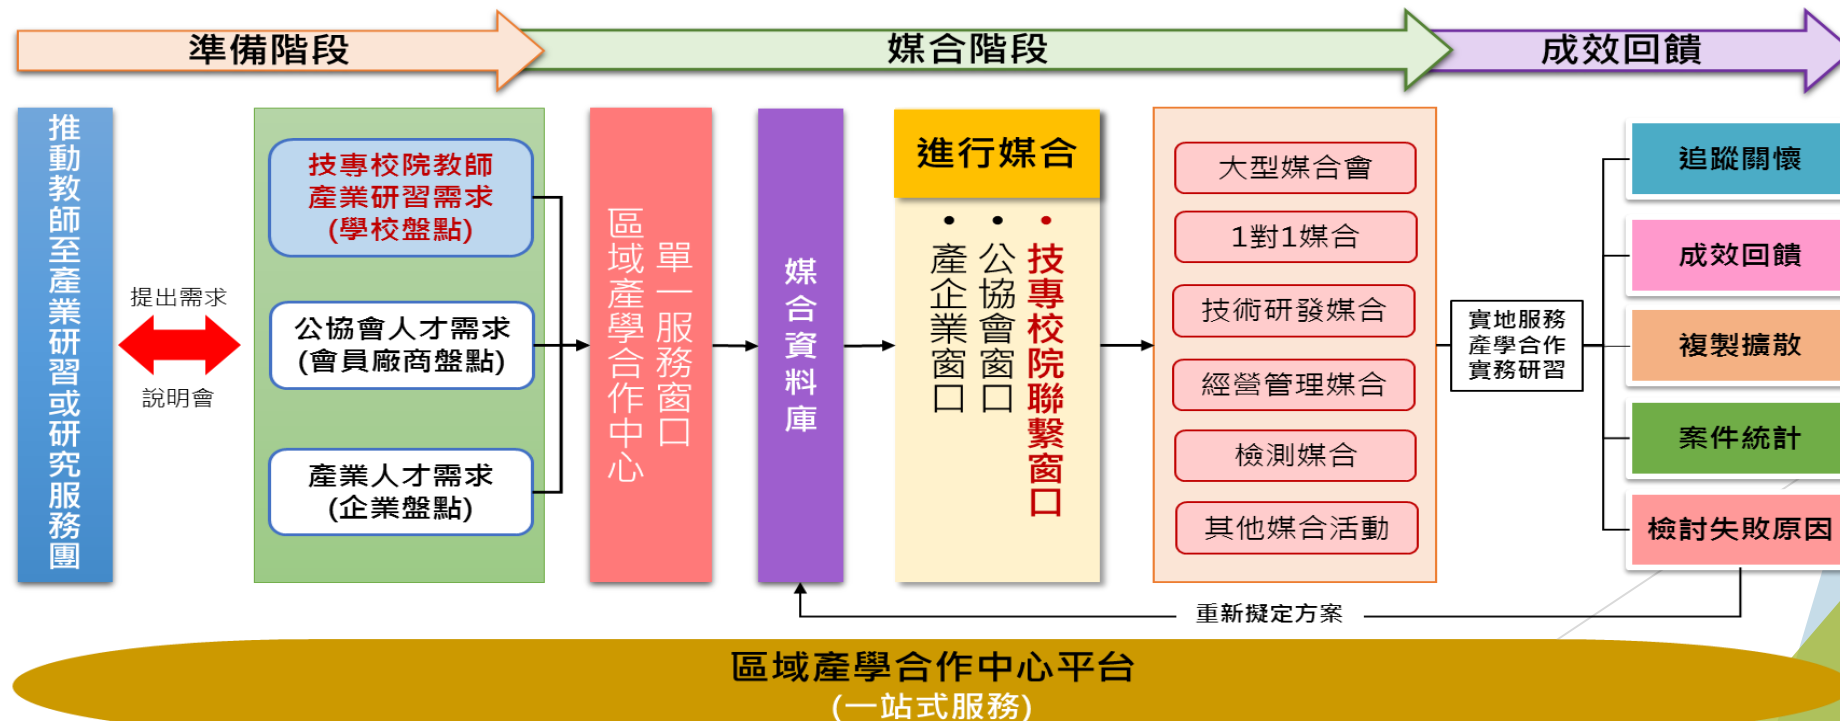 準備階段
媒合階段
成效回饋
推動教師至產業研習或研究服務團
提出需求
說明會
技專校院教師
產業研習需求
(學校盤點)
公協會人才需求
(會員廠商盤點)
產業人才需求
(企業盤點)
單一服務窗口
區域產學合作中心
媒合資料庫
進行媒合
•技專校院聯繫窗口
•公協會窗口
•產企業窗口
大型媒合會
1對1媒合
技術研發媒合
經營管理媒合
檢測媒合
其他媒合活動
實地服務
產學合作
實務研習
追蹤關懷
成效回饋
複製擴散
案件統計
檢討失敗原因
重新擬定方案
區域產學合作中心平台
(一站式服務)